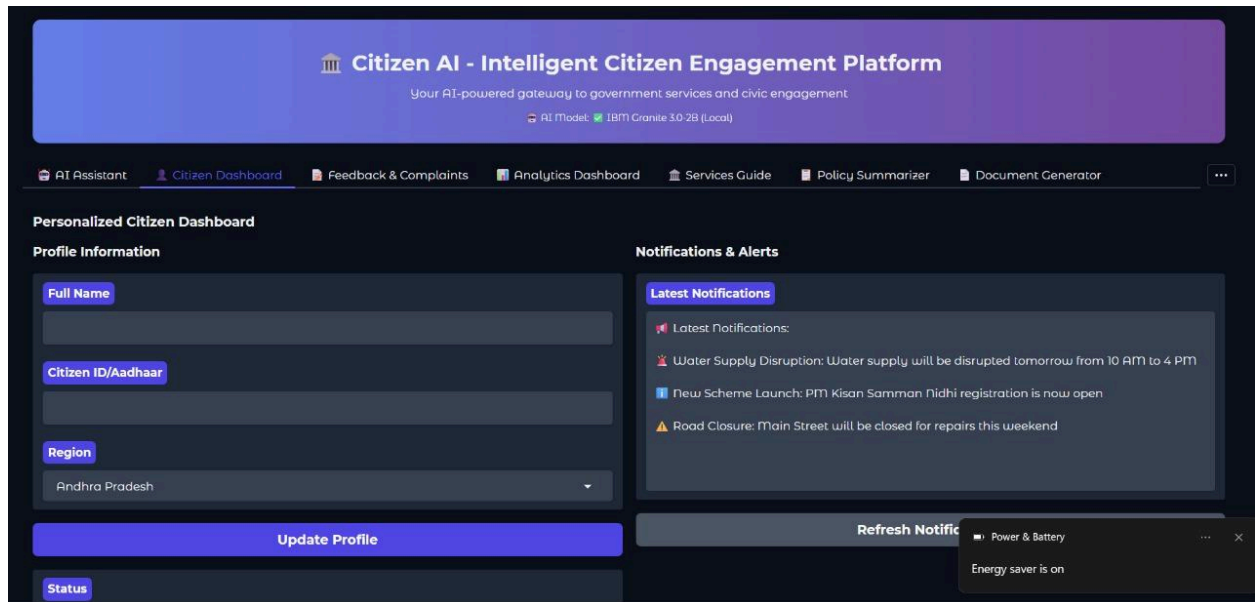 🏛️ Citizen AI - Intelligent Citizen Engagement Platform
Your AI-powered gateway to government services and civic engagement
🤖 AI Model: ✅ IBM Granite 3.0-2B (Local)
AI Assistant
Citizen Dashboard
Feedback & Complaints
Analytics Dashboard
Services Guide
Policy Summarizer
Document Generator
...
Personalized Citizen Dashboard
Profile Information
Full Name
Citizen ID/Aadhaar
Region
Andhra Pradesh
Update Profile
Status
Notifications & Alerts
Latest Notifications
📢 Latest Notifications:
🚨 Water Supply Disruption: Water supply will be disrupted tomorrow from 10 AM to 4 PM
ℹ️ New Scheme Launch: PM Kisan Samman Nidhi registration is now open
⚠️ Road Closure: Main Street will be closed for repairs this weekend
Refresh
Power & Battery
Energy saver is on